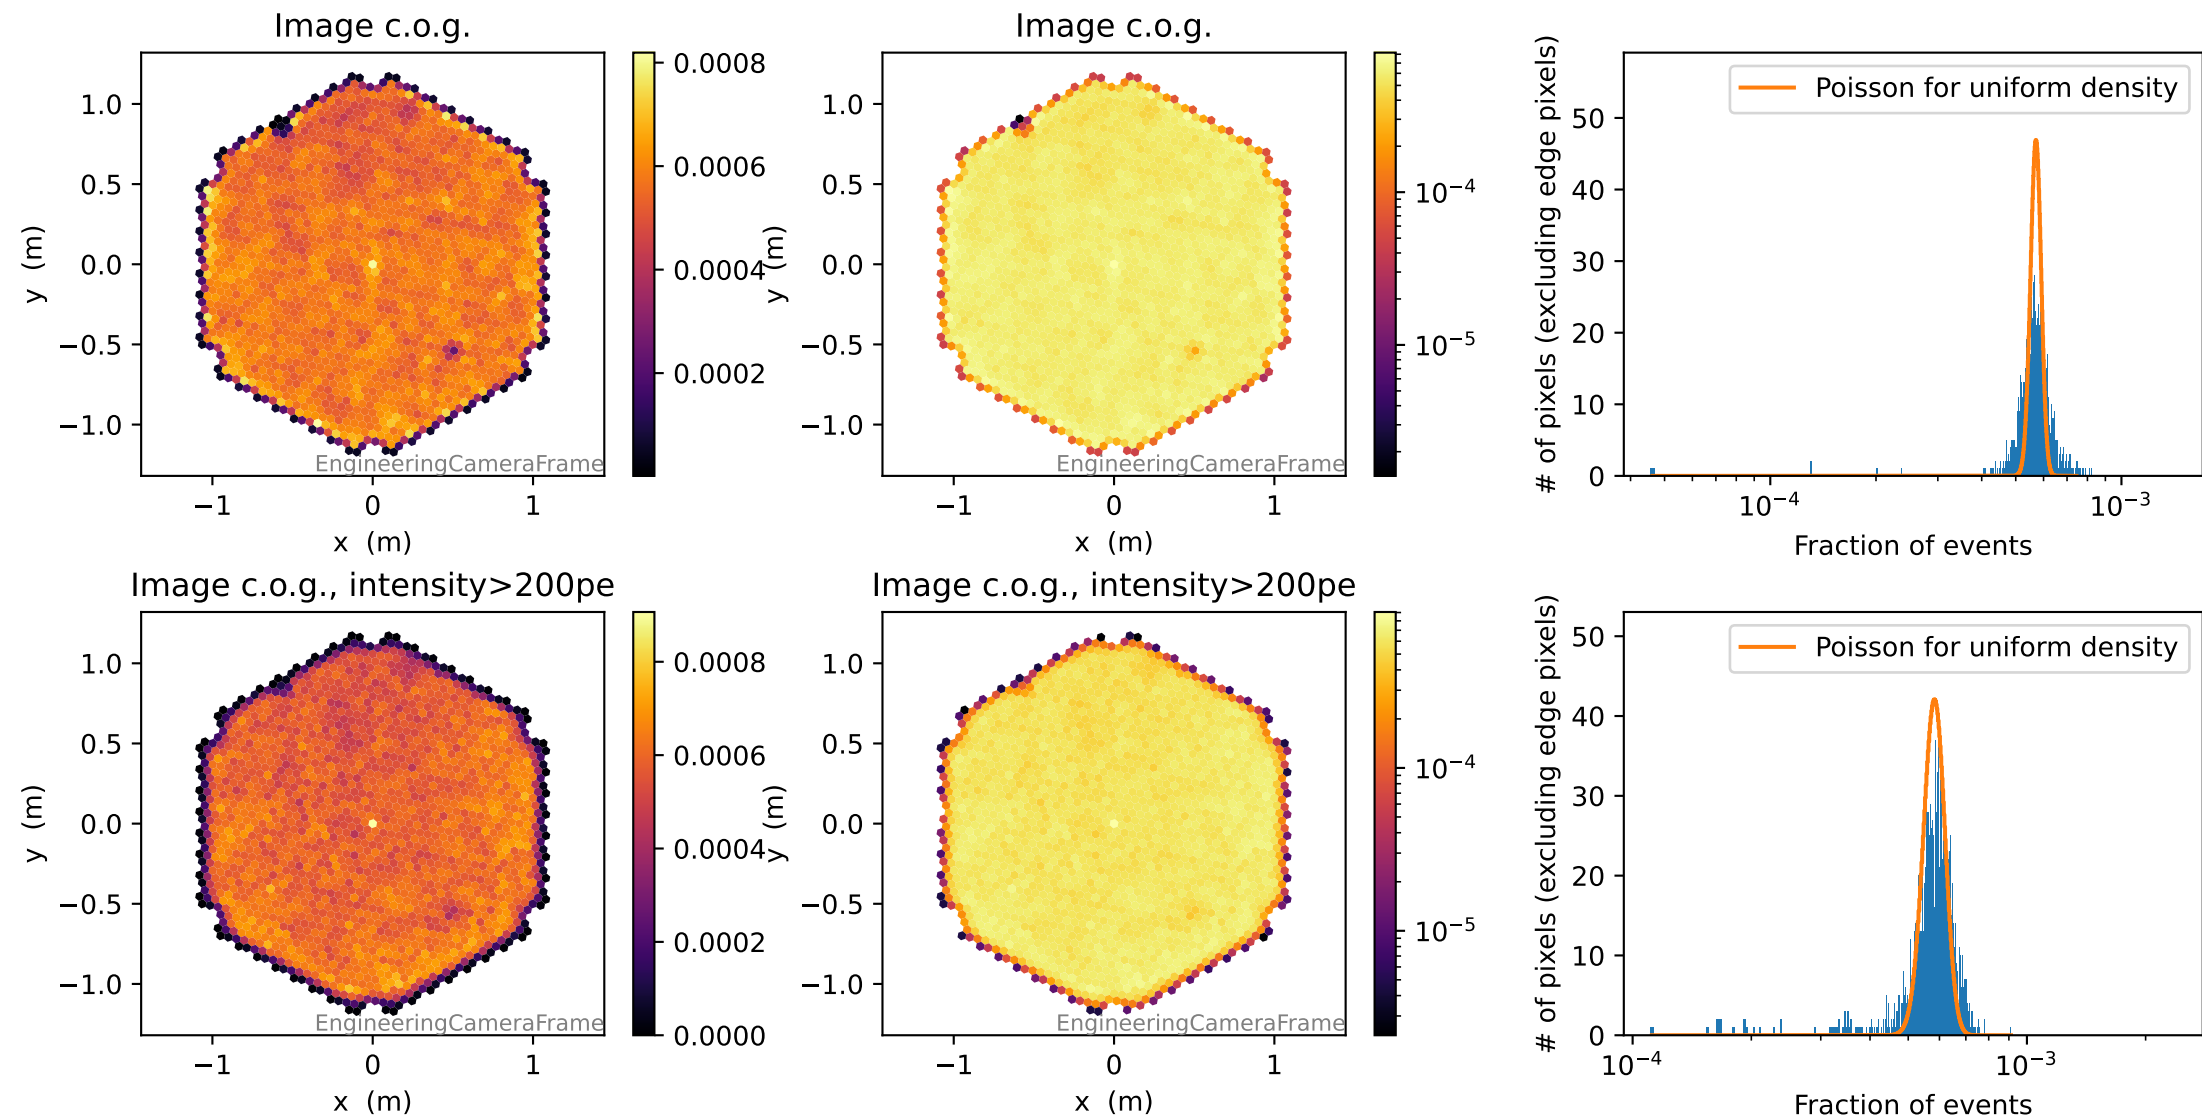 Image c.o.g.
1.0
0.5
0.0
−0.5
−1.0
y (m)
−1
0
1
x (m)
EngineeringCameraFrame
0.0008
0.0006
0.0004
0.0002
Image c.o.g.
1.0
0.5
0.0
−0.5
−1.0
y (m)
−1
0
1
x (m)
EngineeringCameraFrame
10−4
10−5
# of pixels (excluding edge pixels)
50
40
30
20
10
0
Poisson for uniform density
10−4
10−3
Fraction of events
Image c.o.g., intensity>200pe
1.0
0.5
0.0
−0.5
−1.0
y (m)
−1
0
1
x (m)
EngineeringCameraFrame
0.0008
0.0006
0.0004
0.0002
0.0000
Image c.o.g., intensity>200pe
1.0
0.5
0.0
−0.5
−1.0
y (m)
−1
0
1
x (m)
EngineeringCameraFrame
10−4
10−5
# of pixels (excluding edge pixels)
50
40
30
20
10
0
Poisson for uniform density
10−4
10−3
Fraction of events